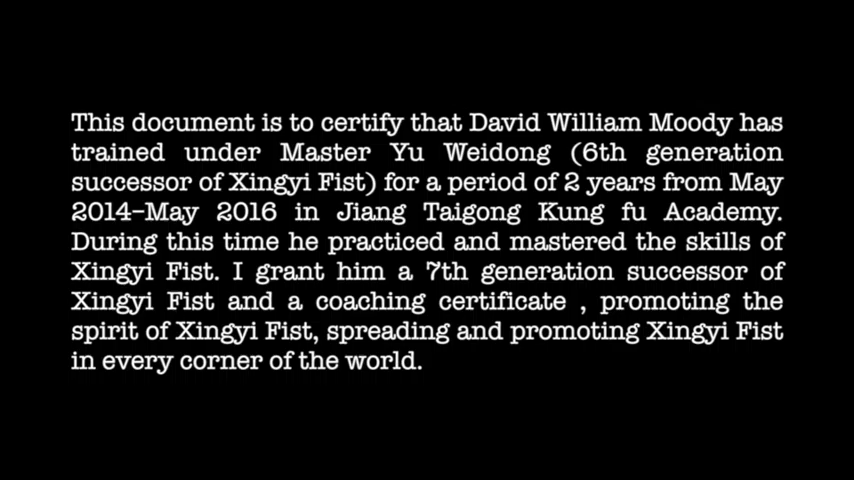 This document is to certify that David William Moody has
trained under Master Yu Weidong (6th generation
successor of Xingyi Fist) for a period of 2 years from May
2014-May 2016 in Jiang Taigong Kung fu Academy.
During this time he practiced and mastered the skills of
Xingyi Fist. I grant him a 7th generation successor of
Xingyi Fist and a coaching certificate , promoting the
spirit of Xingyi Fist, spreading and promoting Xingyi Fist
in every corner of the world.